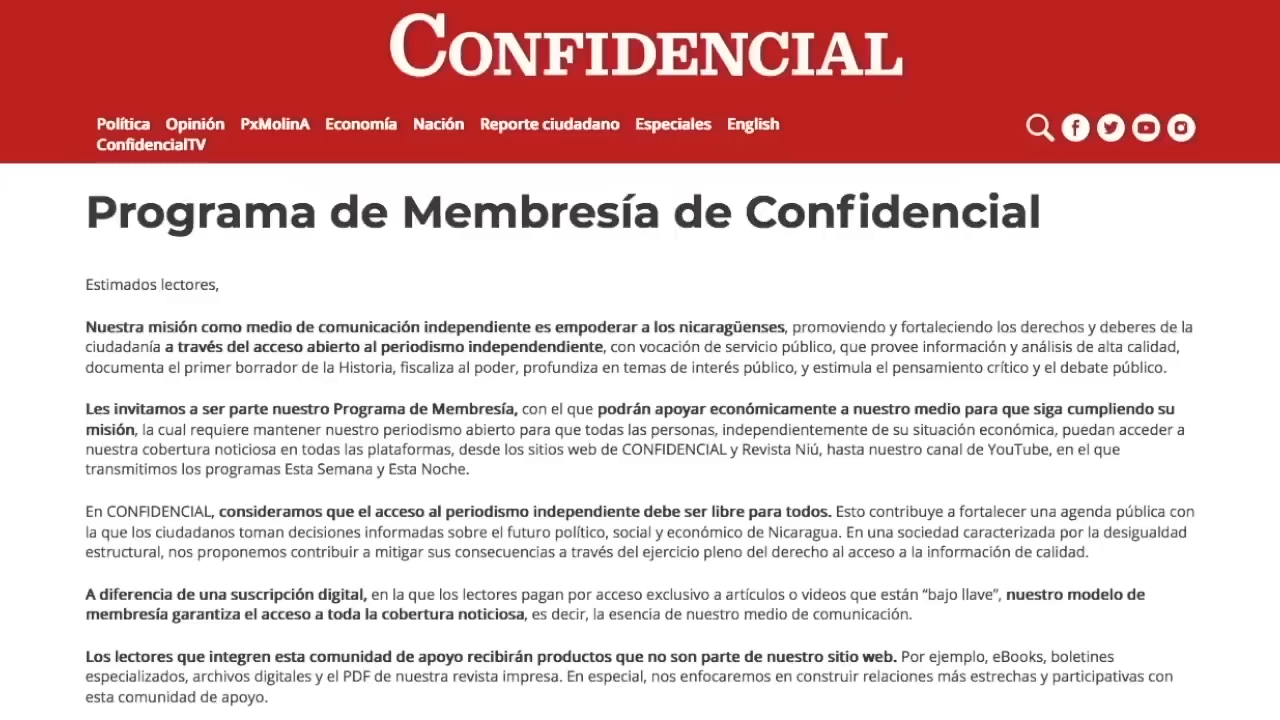 CONFIDENCIAL
Política Opinión PxMolinA Economía Nación Reporte ciudadano Especiales English
ConfidencialTV
Programa de Membresía de Confidencial
Estimados lectores,
Nuestra misión como medio de comunicación independiente es empoderar a los nicaragüenses, promoviendo y fortaleciendo los derechos y deberes de la
ciudadanía a través del acceso abierto al periodismo independendiente, con vocación de servicio público, que provee información y análisis de alta calidad,
documenta el primer borrador de la Historia, fiscaliza al poder, profundiza en temas de interés público, y estimula el pensamiento crítico y el debate público.
Les invitamos a ser parte nuestro Programa de Membresía, con el que podrán apoyar económicamente a nuestro medio para que siga cumpliendo su
misión, la cual requiere mantener nuestro periodismo abierto para que todas las personas, independientemente de su situación económica, puedan acceder a
nuestra cobertura noticiosa en todas las plataformas, desde los sitios web de CONFIDENCIAL y Revista Niú, hasta nuestro canal de YouTube, en el que
transmitimos los programas Esta Semana y Esta Noche.
En CONFIDENCIAL, consideramos que el acceso al periodismo independiente debe ser libre para todos. Esto contribuye a fortalecer una agenda pública con
la que los ciudadanos toman decisiones informadas sobre el futuro político, social y económico de Nicaragua. En una sociedad caracterizada por la desigualdad
estructural, nos proponemos contribuir a mitigar sus consecuencias a través del ejercicio pleno del derecho al acceso a la información de calidad.
A diferencia de una suscripción digital, en la que los lectores pagan por acceso exclusivo a artículos o videos que están “bajo llave”, nuestro modelo de
membresía garantiza el acceso a toda la cobertura noticiosa, es decir, la esencia de nuestro medio de comunicación.
Los lectores que integren esta comunidad de apoyo recibirán productos que no son parte de nuestro sitio web. Por ejemplo, eBooks, boletines
especializados, archivos digitales y el PDF de nuestra revista impresa. En especial, nos enfocaremos en construir relaciones más estrechas y participativas con
esta comunidad de apoyo.